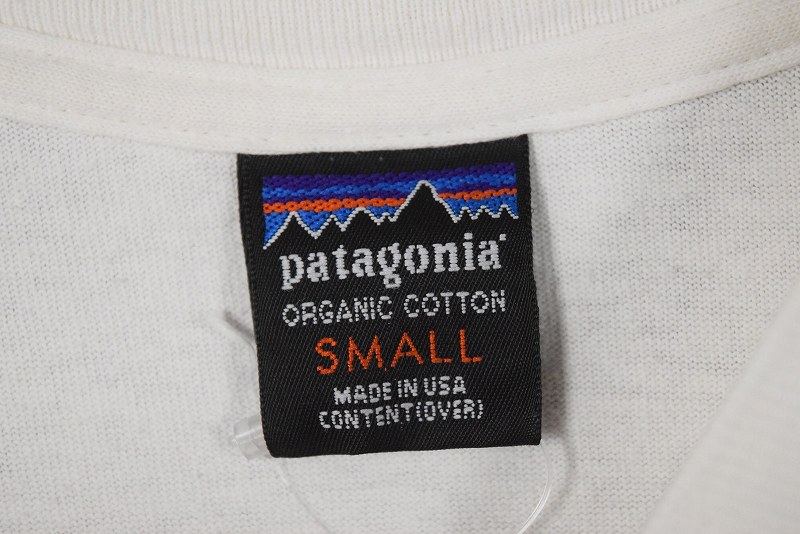 patagonia
ORGANIC COTTON
SMALL
MADE IN USA
CONTENT(OVER)